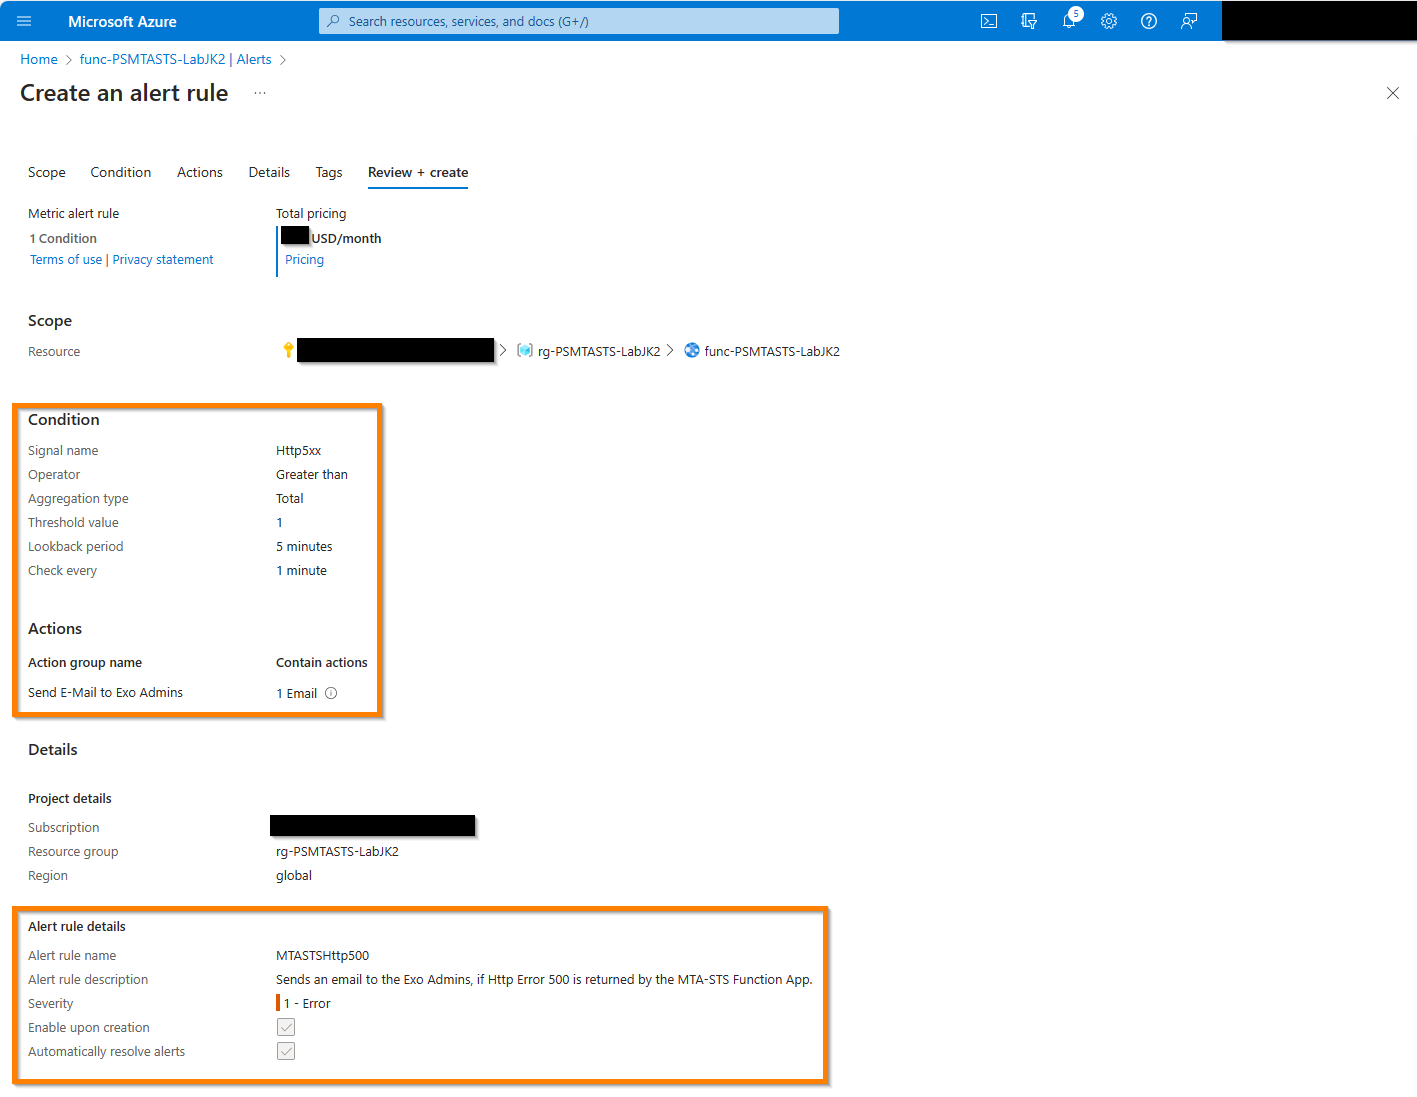 Microsoft Azure
Search resources, services, and docs (G+/)
5
Home > func-PSMTASTS-LabJK2 | Alerts >
Create an alert rule ...
Scope Condition Actions Details Tags Review + create
Metric alert rule Total pricing
1 Condition USD/month
Terms of use | Privacy statement Pricing
Scope
Resource > rg-PSMTASTS-LabJK2 > func-PSMTASTS-LabJK2
Condition
Signal name Http5xx
Operator Greater than
Aggregation type Total
Threshold value 1
Lookback period 5 minutes
Check every 1 minute
Actions
Action group name Contain actions
Send E-Mail to Exo Admins 1 Email
Details
Project details
Subscription
Resource group rg-PSMTASTS-LabJK2
Region global
Alert rule details
Alert rule name MTASTSHttp500
Alert rule description Sends an email to the Exo Admins, if Http Error 500 is returned by the MTA-STS Function App.
Severity 1 - Error
Enable upon creation
Automatically resolve alerts